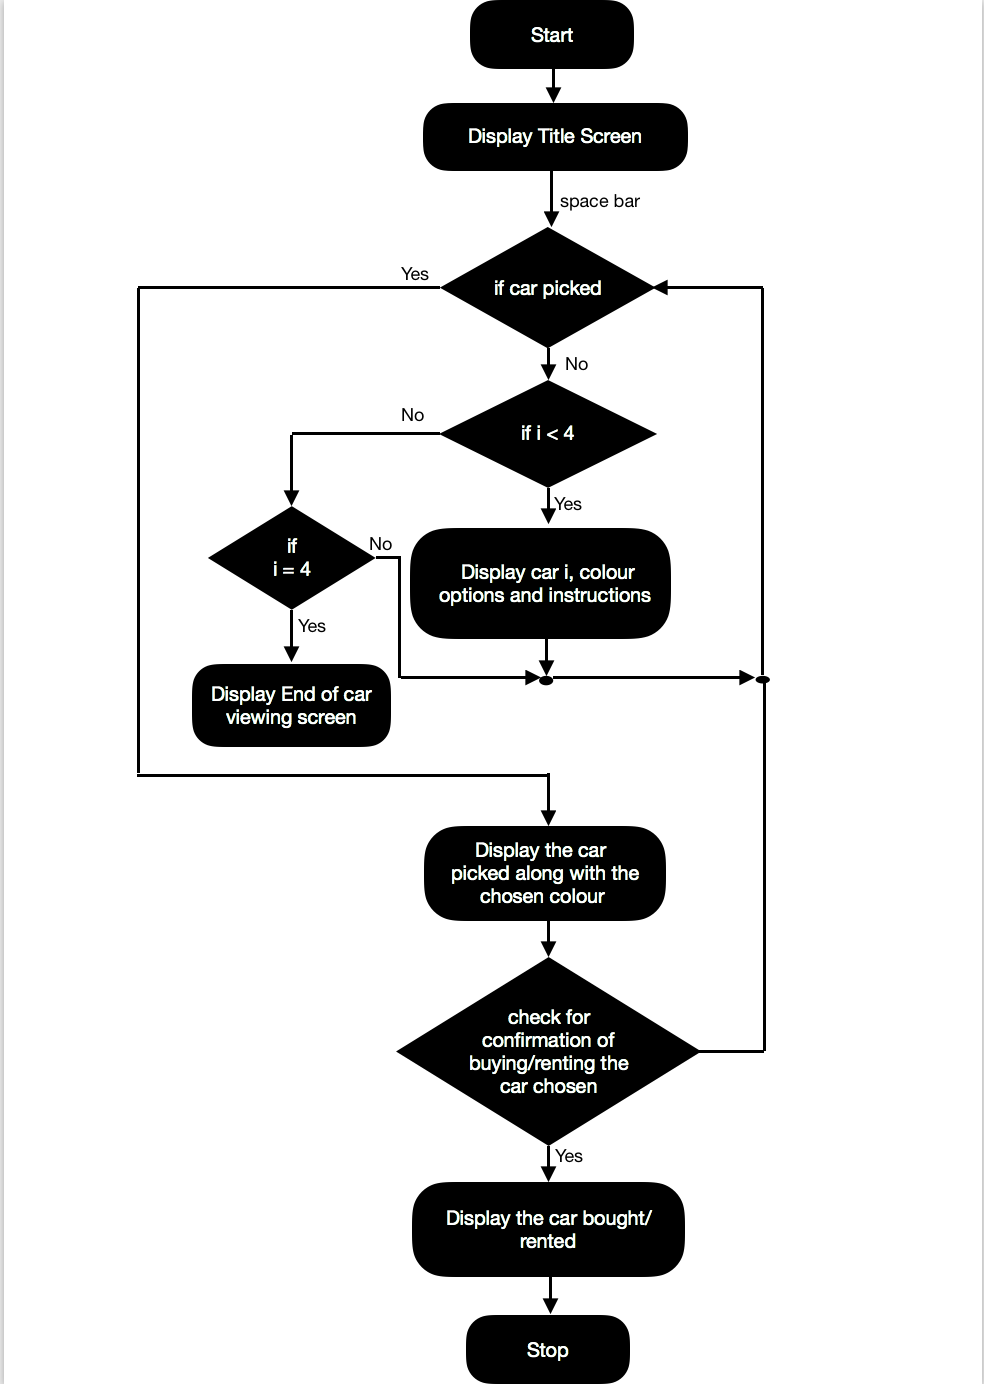 Start
Display Title Screen
space bar
Yes
if car picked
No
No
if i < 4
Yes
if
i = 4
No
Display car i, colour
options and instructions
Yes
Display End of car
viewing screen
Display the car
picked along with the
chosen colour
check for
confirmation of
buying/renting the
car chosen
Yes
Display the car bought/
rented
Stop